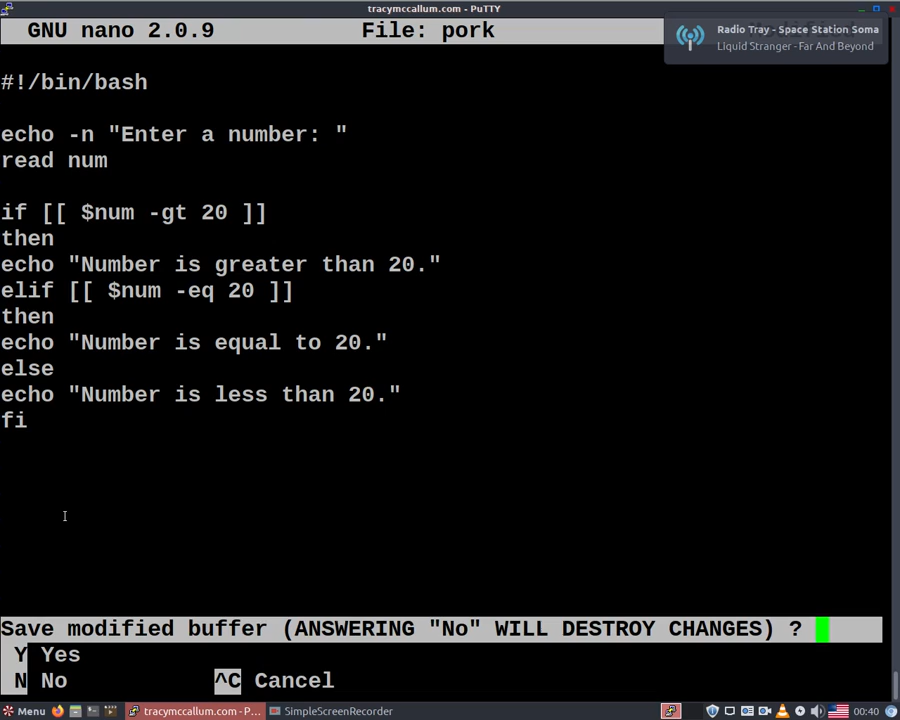 tracymccallum.com - PuTTY
GNU nano 2.0.9 File: pork
Radio Tray - Space Station Soma
Liquid Stranger - Far And Beyond
#!/bin/bash
echo -n "Enter a number: "
read num
if [[ $num -gt 20 ]]
then
echo "Number is greater than 20."
elif [[ $num -eq 20 ]]
then
echo "Number is equal to 20."
else
echo "Number is less than 20."
fi
Save modified buffer (ANSWERING "No" WILL DESTROY CHANGES) ?
Y Yes
N No ^C Cancel
Menu tracymccallum.com - P... SimpleScreenRecorder 00:40